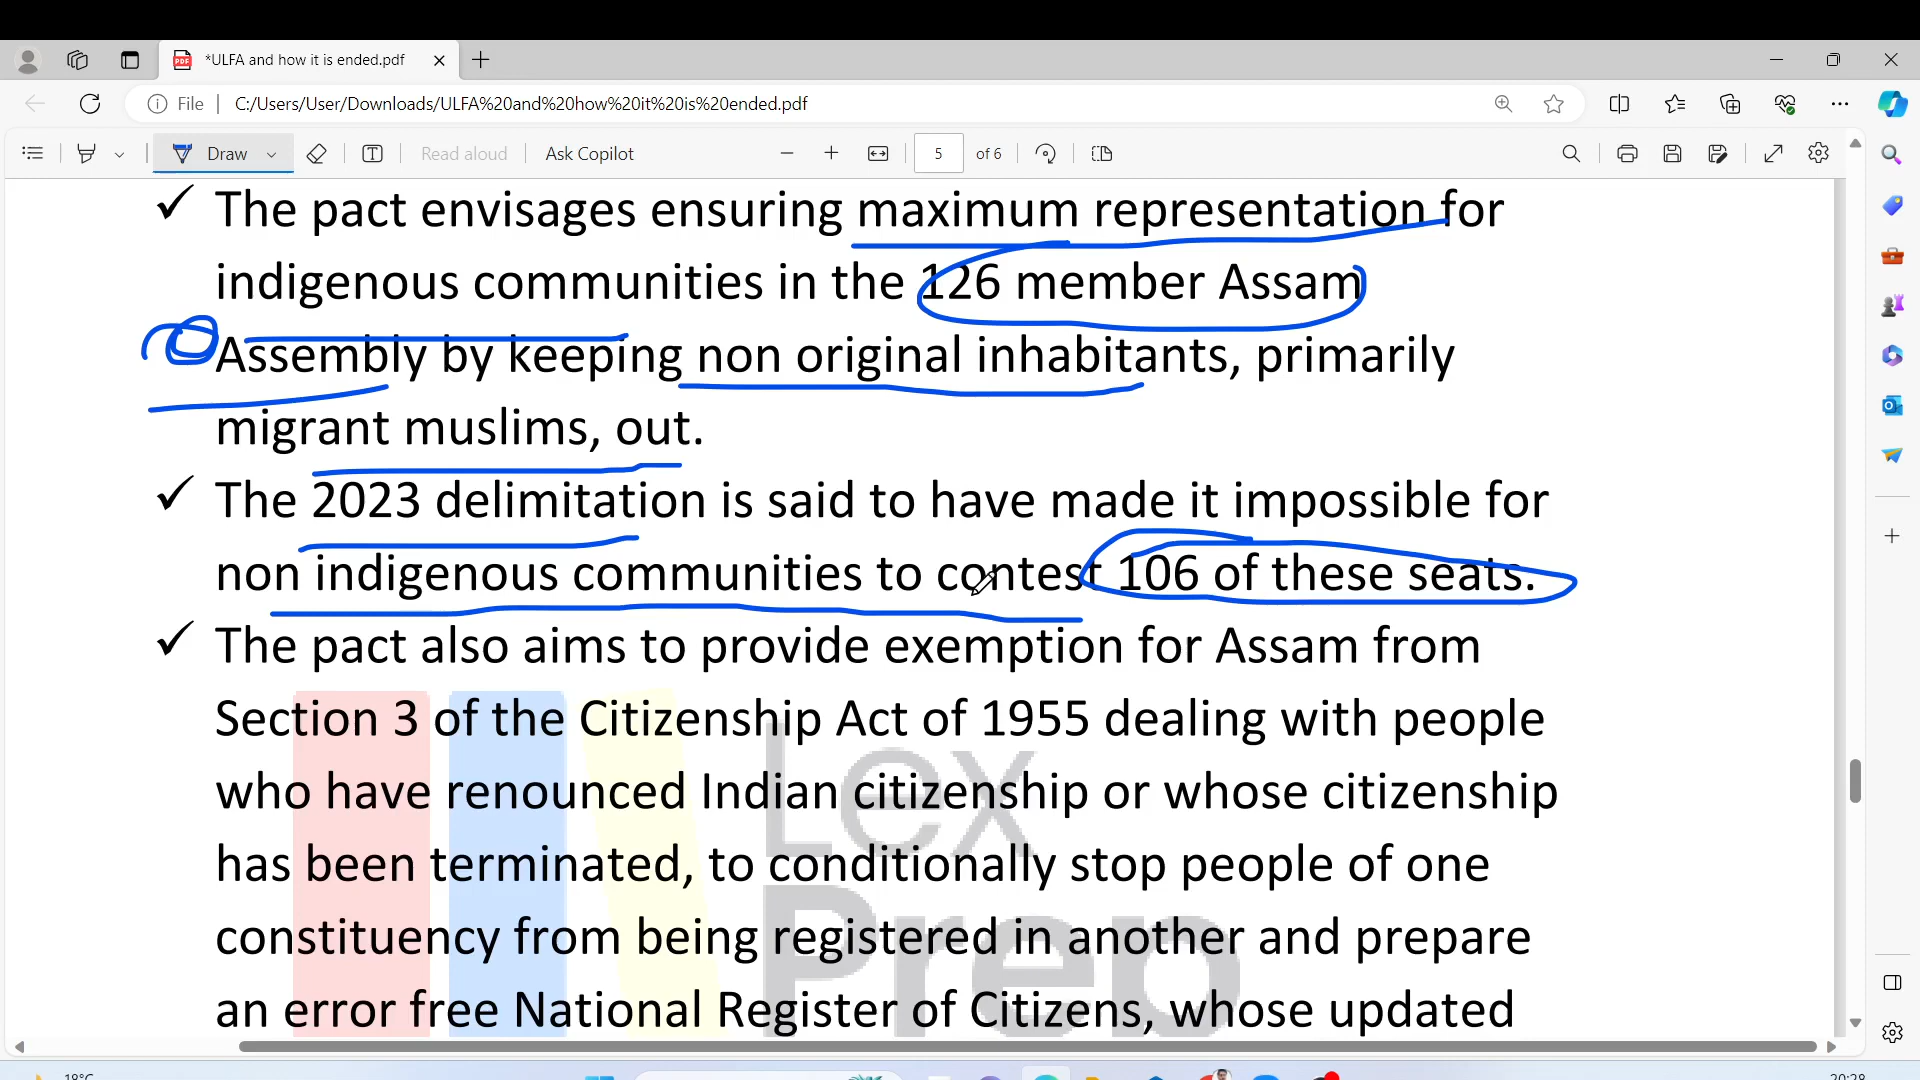 *ULFA and how it is ended.pdf
File
C:/Users/User/Downloads/ULFA%20and%20how%20it%20is%20ended.pdf
Draw
Read aloud
Ask Copilot
5 of 6
✓ The pact envisages ensuring maximum representation for
indigenous communities in the 126 member Assam
Assembly by keeping non original inhabitants, primarily
migrant muslims, out.
✓ The 2023 delimitation is said to have made it impossible for
non indigenous communities to contest 106 of these seats.
✓ The pact also aims to provide exemption for Assam from
Section 3 of the Citizenship Act of 1955 dealing with people
who have renounced Indian citizenship or whose citizenship
has been terminated, to conditionally stop people of one
constituency from being registered in another and prepare
an error free National Register of Citizens, whose updated
Lex
Prep
18°C
20:28